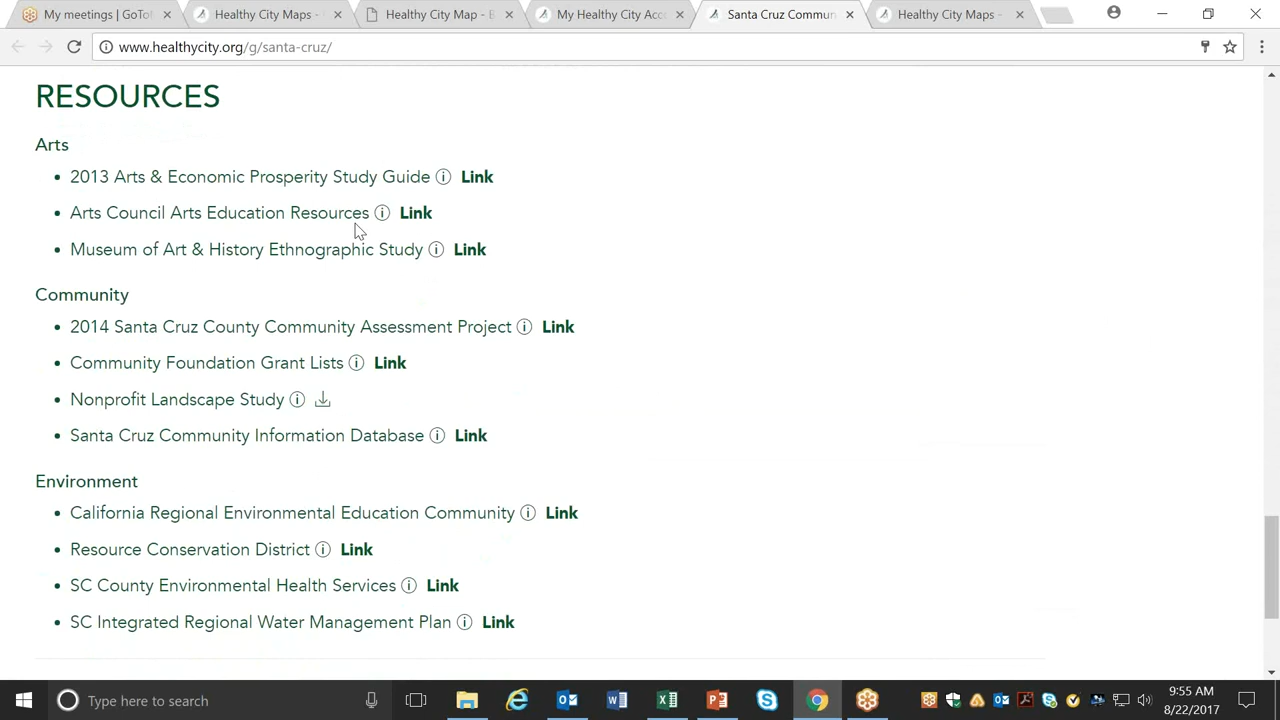 My meetings | GoTo
Healthy City Maps -
Healthy City Map - B
My Healthy City Acc
Santa Cruz Commun
Healthy City Maps -
www.healthycity.org/g/santa-cruz/
RESOURCES
Arts
2013 Arts & Economic Prosperity Study Guide Link
Arts Council Arts Education Resources Link
Museum of Art & History Ethnographic Study Link
Community
2014 Santa Cruz County Community Assessment Project Link
Community Foundation Grant Lists Link
Nonprofit Landscape Study
Santa Cruz Community Information Database Link
Environment
California Regional Environmental Education Community Link
Resource Conservation District Link
SC County Environmental Health Services Link
SC Integrated Regional Water Management Plan Link
Type here to search
9:55 AM
8/22/2017